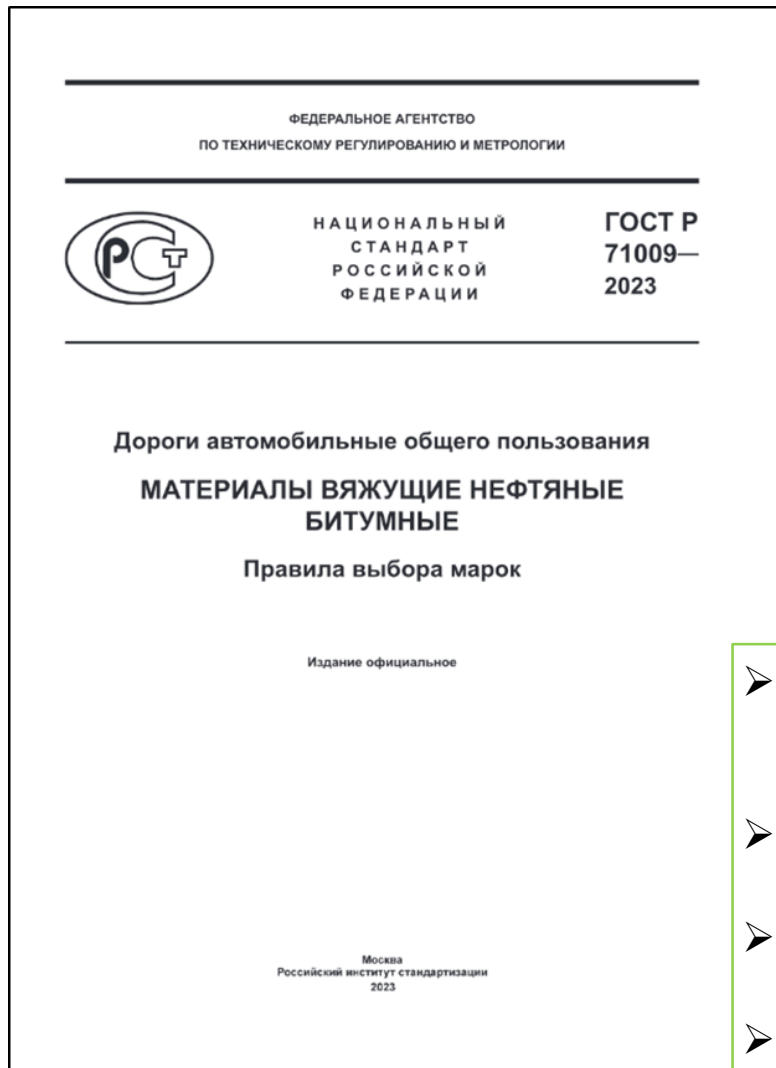 ФЕДЕРАЛЬНОЕ АГЕНТСТВО
ПО ТЕХНИЧЕСКОМУ РЕГУЛИРОВАНИЮ И МЕТРОЛОГИИ
РСТ
НАЦИОНАЛЬНЫЙ
СТАНДАРТ
РОССИЙСКОЙ
ФЕДЕРАЦИИ
ГОСТ Р
71009—
2023
Дороги автомобильные общего пользования
МАТЕРИАЛЫ ВЯЖУЩИЕ НЕФТЯНЫЕ
БИТУМНЫЕ
Правила выбора марок
Издание официальное
Москва
Российский институт стандартизации
2023